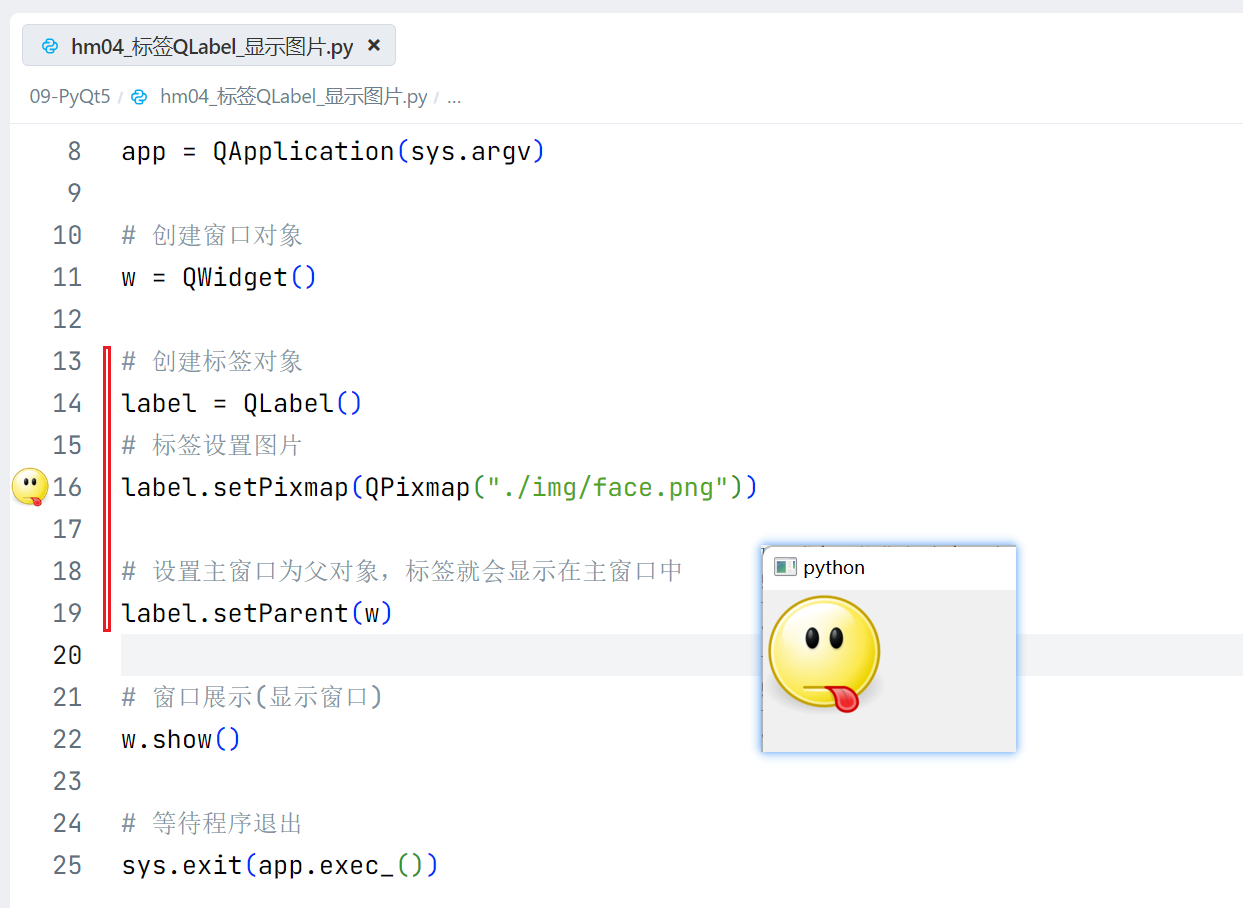 hm04_标签QLabel_显示图片.py ×
09-PyQt5 / hm04_标签QLabel_显示图片.py / ...
8 app = QApplication(sys.argv)
9
10 # 创建窗口对象
11 w = QWidget()
12
13 # 创建标签对象
14 label = QLabel()
15 # 标签设置图片
16 label.setPixmap(QPixmap("./img/face.png"))
17
18 # 设置主窗口为父对象，标签就会显示在主窗口中
19 label.setParent(w)
20
21 # 窗口展示(显示窗口)
22 w.show()
23
24 # 等待程序退出
25 sys.exit(app.exec_())
python